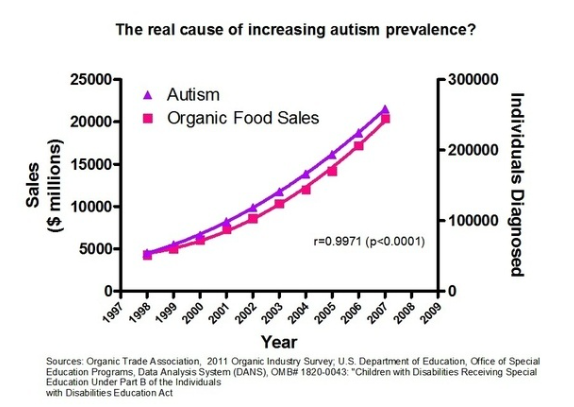 The real cause of increasing autism prevalence?
25000
20000
15000
10000
5000
0
Sales
($ millions)
Autism
Organic Food Sales
r=0.9971 (p<0.0001)
300000
200000
100000
0
Individuals Diagnosed
1997
1998
1999
2000
2001
2002
2003
2004
2005
2006
2007
2008
2009
Year
Sources: Organic Trade Association, 2011 Organic Industry Survey; U.S. Department of Education, Office of Special
Education Programs, Data Analysis System (DANS), OMB# 1820-0043: "Children with Disabilities Receiving Special
Education Under Part B of the Individuals
with Disabilities Education Act